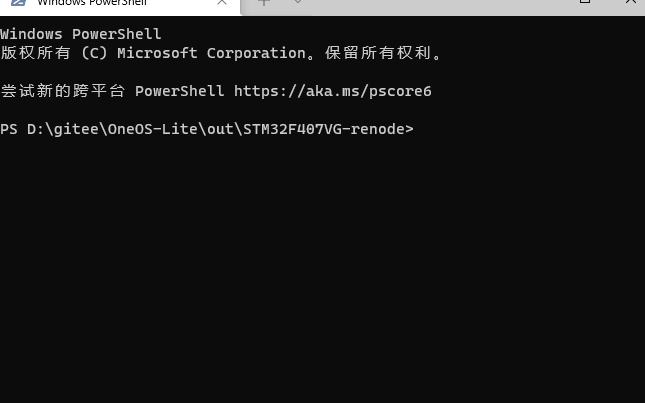 Windows PowerShell
Windows PowerShell
版权所有 (C) Microsoft Corporation。保留所有权利。
尝试新的跨平台 PowerShell https://aka.ms/pscore6
PS D:\gitee\OneOS-Lite\out\STM32F407VG-renode>